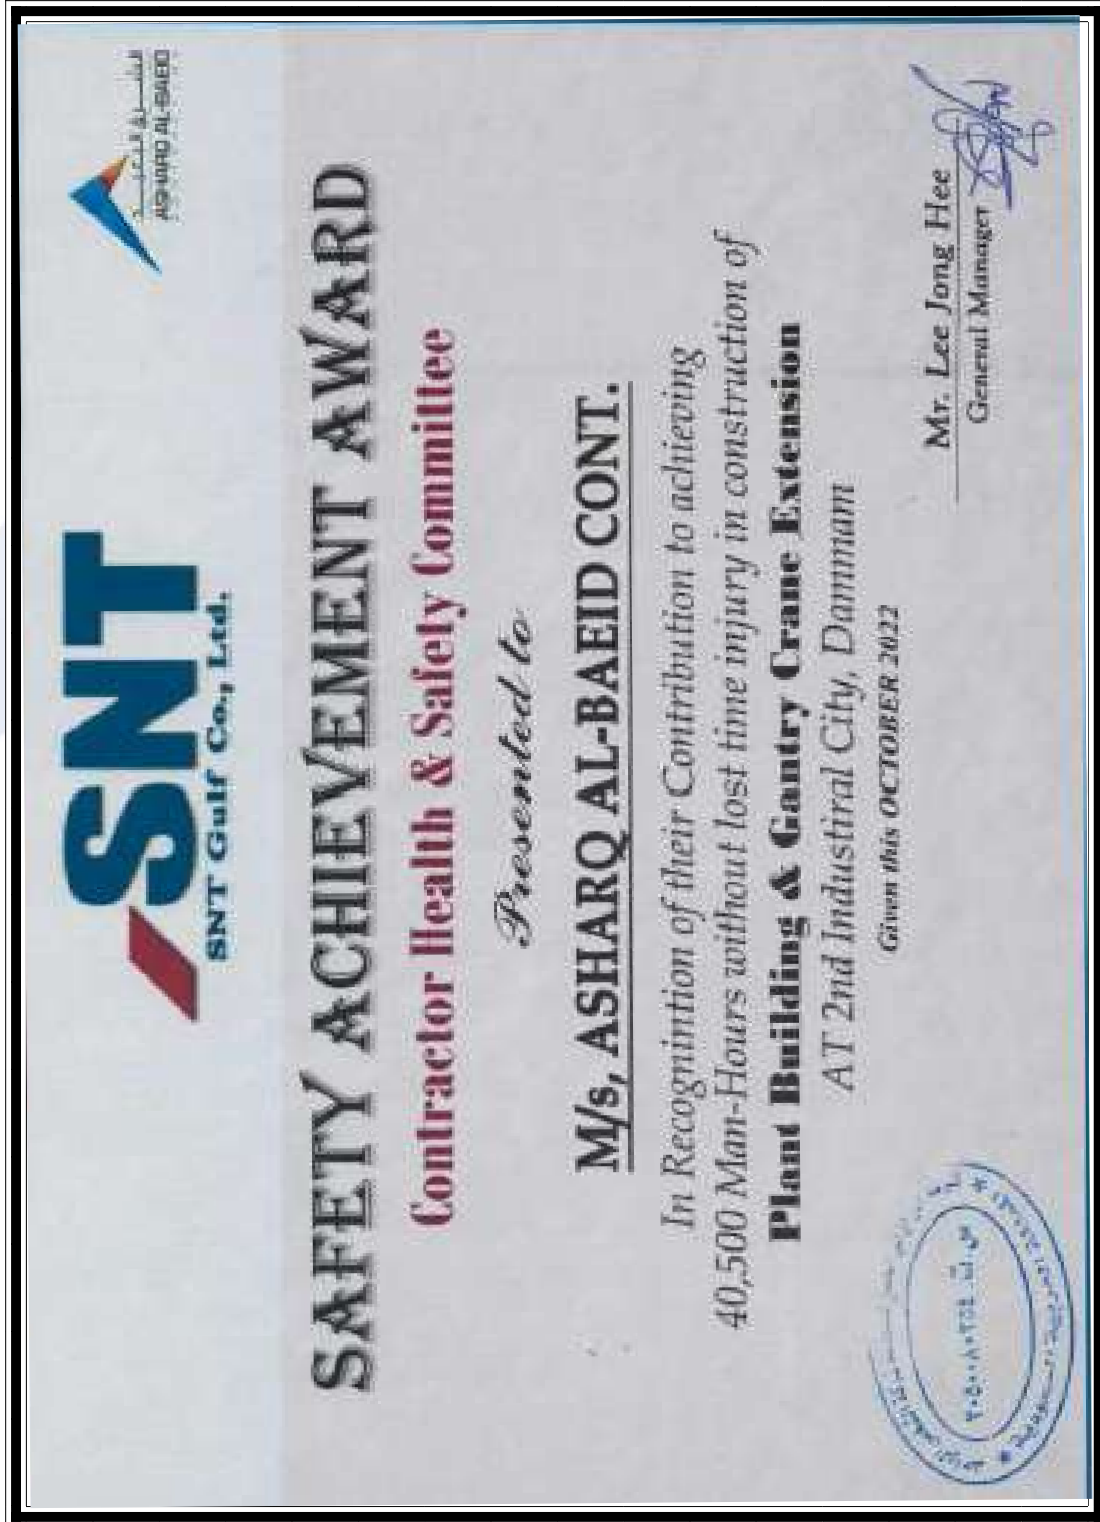 SNT
SNT Gulf Co., Ltd.
ASHARQ AL-BAEID
SAFETY ACHIEVEMENT AWARD
Contractor Health & Safety Committee
Presented to
M/s, ASHARQ AL-BAEID CONT.
In Recognintion of their Contribution to achieving
40,500 Man-Hours without lost time injury in construction of
Plant Building & Gantry Crane Extension
AT 2nd Industiral City, Dammam
Given this OCTOBER 2022
Mr. Lee Jong Hee
General Manager
س.ت. ٢٠٥٠٠٨٠٢٥٤